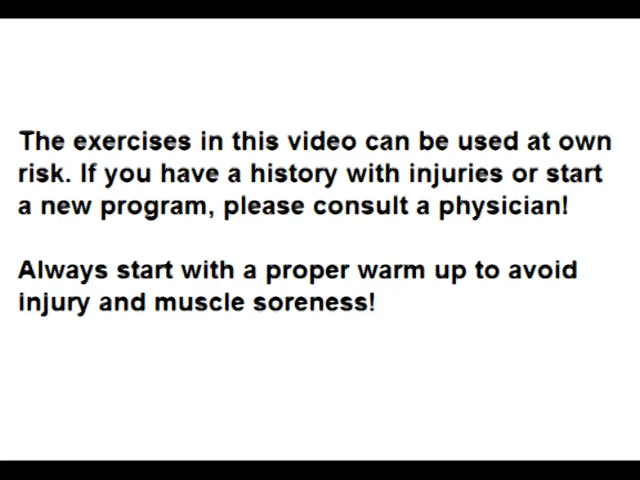 The exercises in this video can be used at own
risk. If you have a history with injuries or start
a new program, please consult a physician!
Always start with a proper warm up to avoid
injury and muscle soreness!